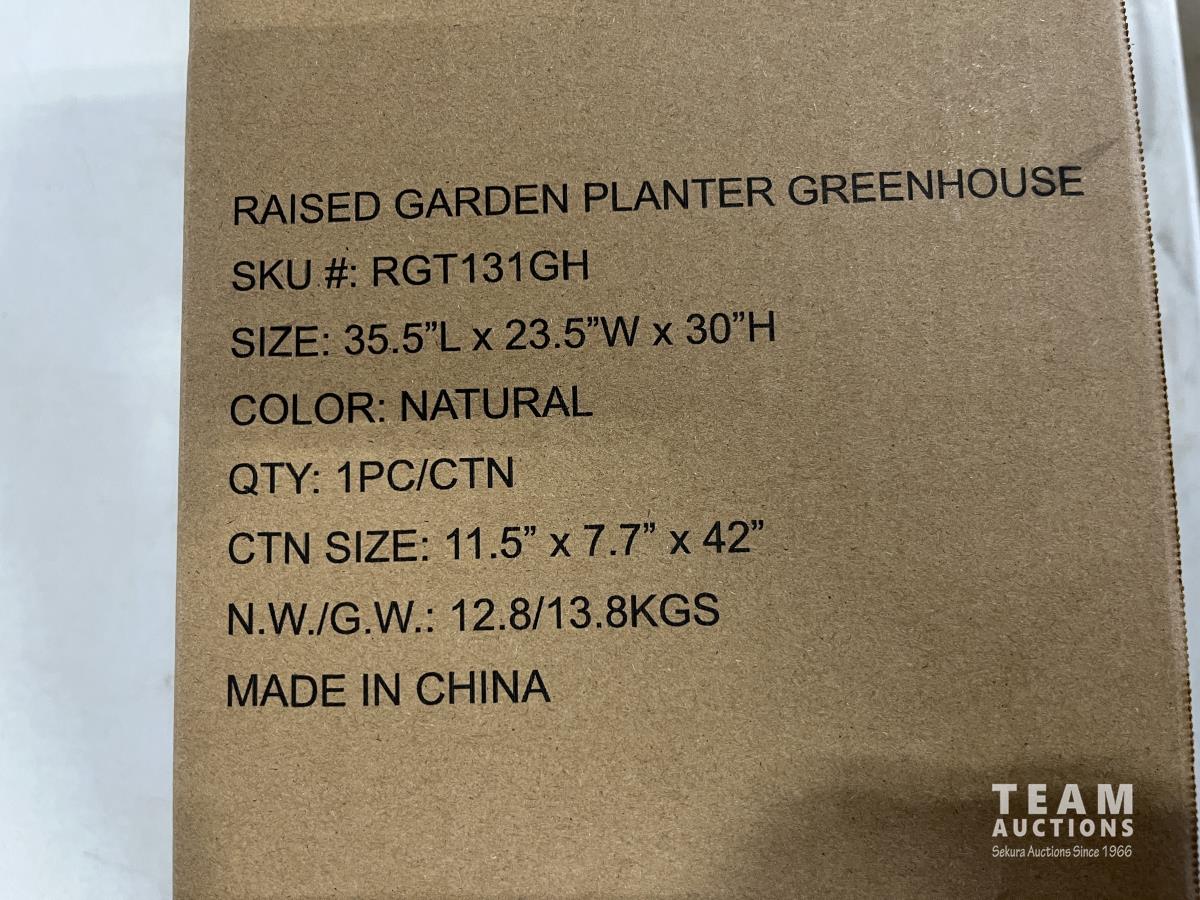 RAISED GARDEN PLANTER GREENHOUSE
SKU #: RGT131GH
SIZE: 35.5”L x 23.5”W x 30”H
COLOR: NATURAL
QTY: 1PC/CTN
CTN SIZE: 11.5” x 7.7” x 42”
N.W./G.W.: 12.8/13.8KGS
MADE IN CHINA
TEAM
AUCTIONS
Sekura Auctions Since 1966